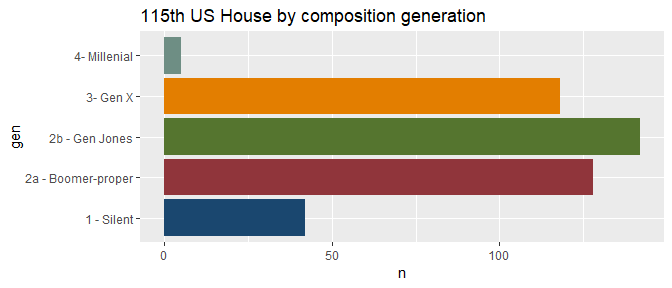 115th US House by composition generation
4- Millenial
3- Gen X
2b - Gen Jones
2a - Boomer-proper
1 - Silent
gen
0 50 100
n